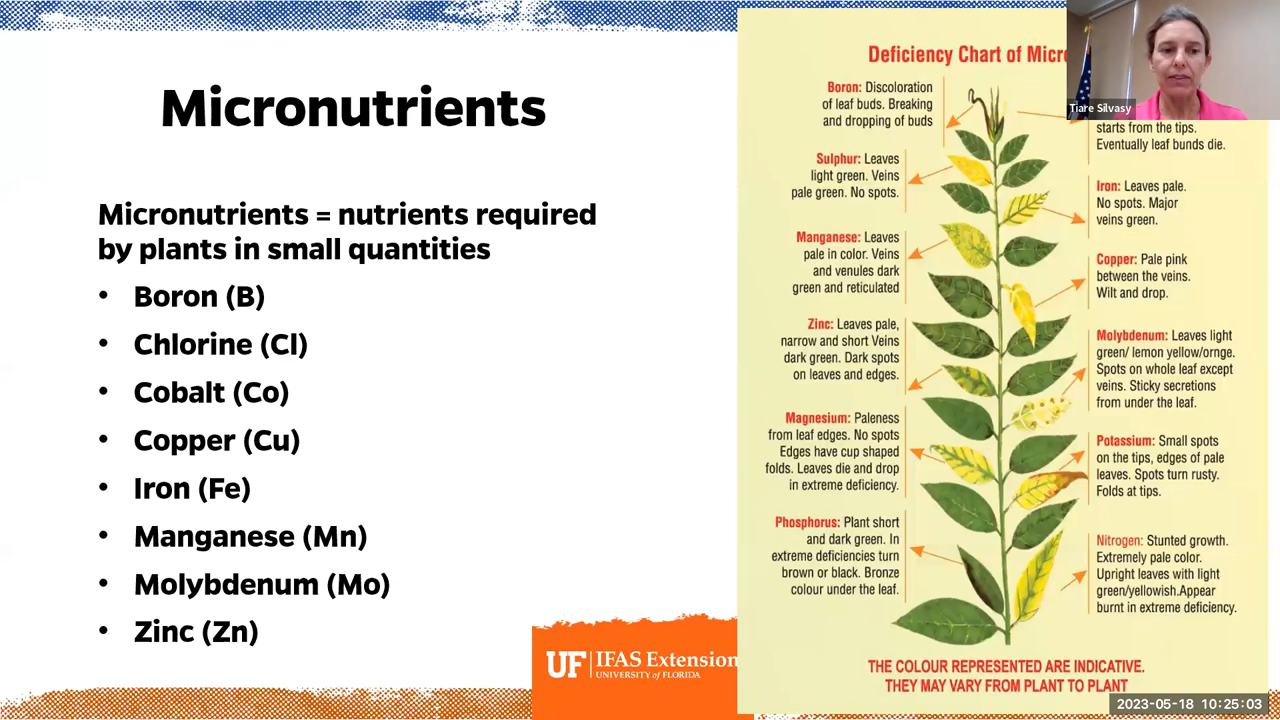 Micronutrients
Micronutrients = nutrients required
by plants in small quantities
• Boron (B)
• Chlorine (Cl)
• Cobalt (Co)
• Copper (Cu)
• Iron (Fe)
• Manganese (Mn)
• Molybdenum (Mo)
• Zinc (Zn)
UF IFAS Extension
UNIVERSITY of FLORIDA
Deficiency Chart of Micro
Boron: Discoloration
of leaf buds. Breaking
and dropping of buds
Sulphur: Leaves
light green. Veins
pale green. No spots.
Manganese: Leaves
pale in color. Veins
and venules dark
green and reticulated
Zinc: Leaves pale,
narrow and short Veins
dark green. Dark spots
on leaves and edges.
Magnesium: Paleness
from leaf edges. No spots
Edges have cup shaped
folds. Leaves die and drop
in extreme deficiency.
Phosphorus: Plant short
and dark green. In
extreme deficiencies turn
brown or black. Bronze
colour under the leaf.
starts from the tips.
Eventually leaf bunds die.
Iron: Leaves pale.
No spots. Major
veins green.
Copper: Pale pink
between the veins.
Wilt and drop.
Molybdenum: Leaves light
green/ lemon yellow/ornge.
Spots on whole leaf except
veins. Sticky secretions
from under the leaf.
Potassium: Small spots
on the tips, edges of pale
leaves. Spots turn rusty.
Folds at tips.
Nitrogen: Stunted growth.
Extremely pale color.
Upright leaves with light
green/yellowish.Appear
burnt in extreme deficiency.
THE COLOUR REPRESENTED ARE INDICATIVE.
THEY MAY VARY FROM PLANT TO PLANT
Tiare Silvasy
2023-05-18 10:25:03